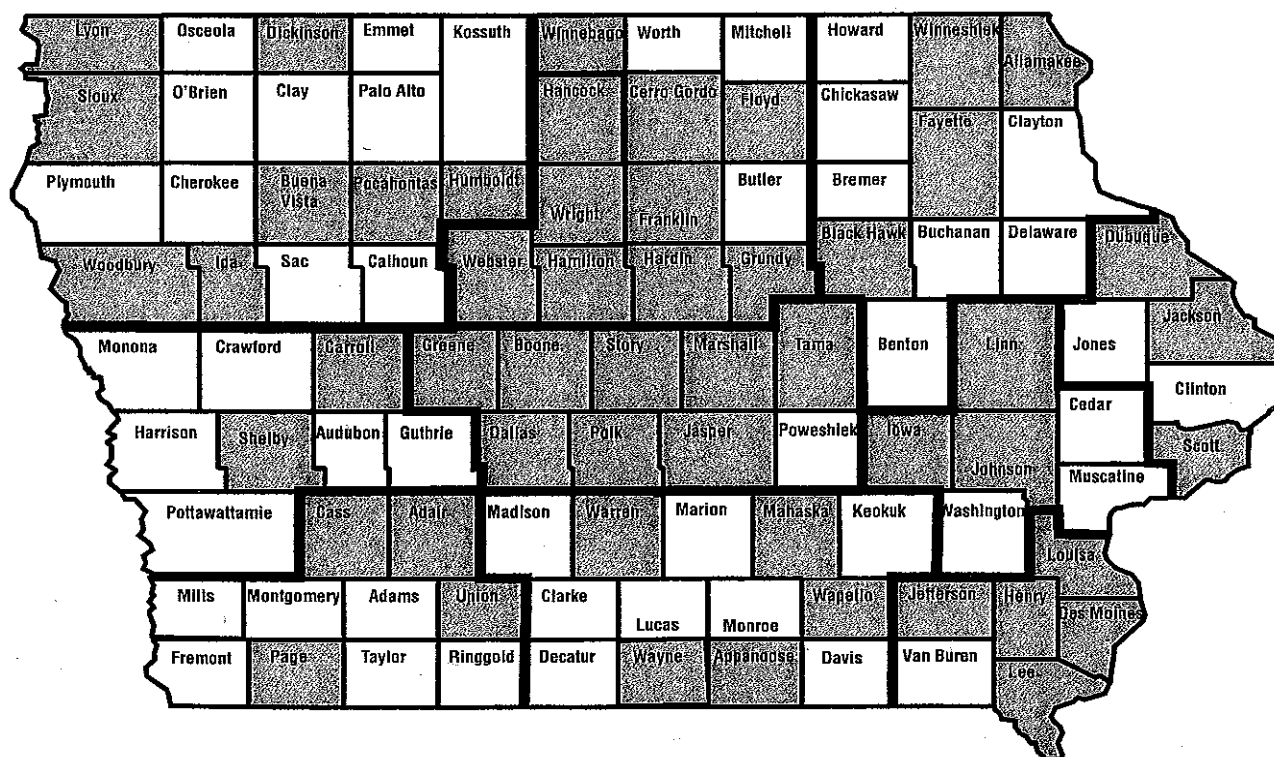 Lyon
Osceola
Dickinson
Emmet
Kossuth
Winnebago
Worth
Mitchell
Howard
Winneshiek
Allamakee
Sioux
O'Brien
Clay
Palo Alto
Hancock
Cerro Gordo
Floyd
Chickasaw
Fayette
Clayton
Plymouth
Cherokee
Buena
Vista
Pocahontas
Humboldt
Wright
Franklin
Butler
Bremer
Woodbury
Ida
Sac
Calhoun
Webster
Hamilton
Hardin
Grundy
Black Hawk
Buchanan
Delaware
Dubuque
Monona
Crawford
Carroll
Greene
Boone
Story
Marshall
Tama
Benton
Linn
Jones
Jackson
Clinton
Harrison
Shelby
Audubon
Guthrie
Dallas
Polk
Jasper
Poweshiek
Iowa
Johnson
Cedar
Scott
Muscatine
Pottawattamie
Cass
Adair
Madison
Warren
Marion
Mahaska
Keokuk
Washington
Louisa
Mills
Montgomery
Adams
Union
Clarke
Lucas
Monroe
Wapello
Jefferson
Henry
Des Moines
Fremont
Page
Taylor
Ringgold
Decatur
Wayne
Appanoose
Davis
Van Buren
Lee